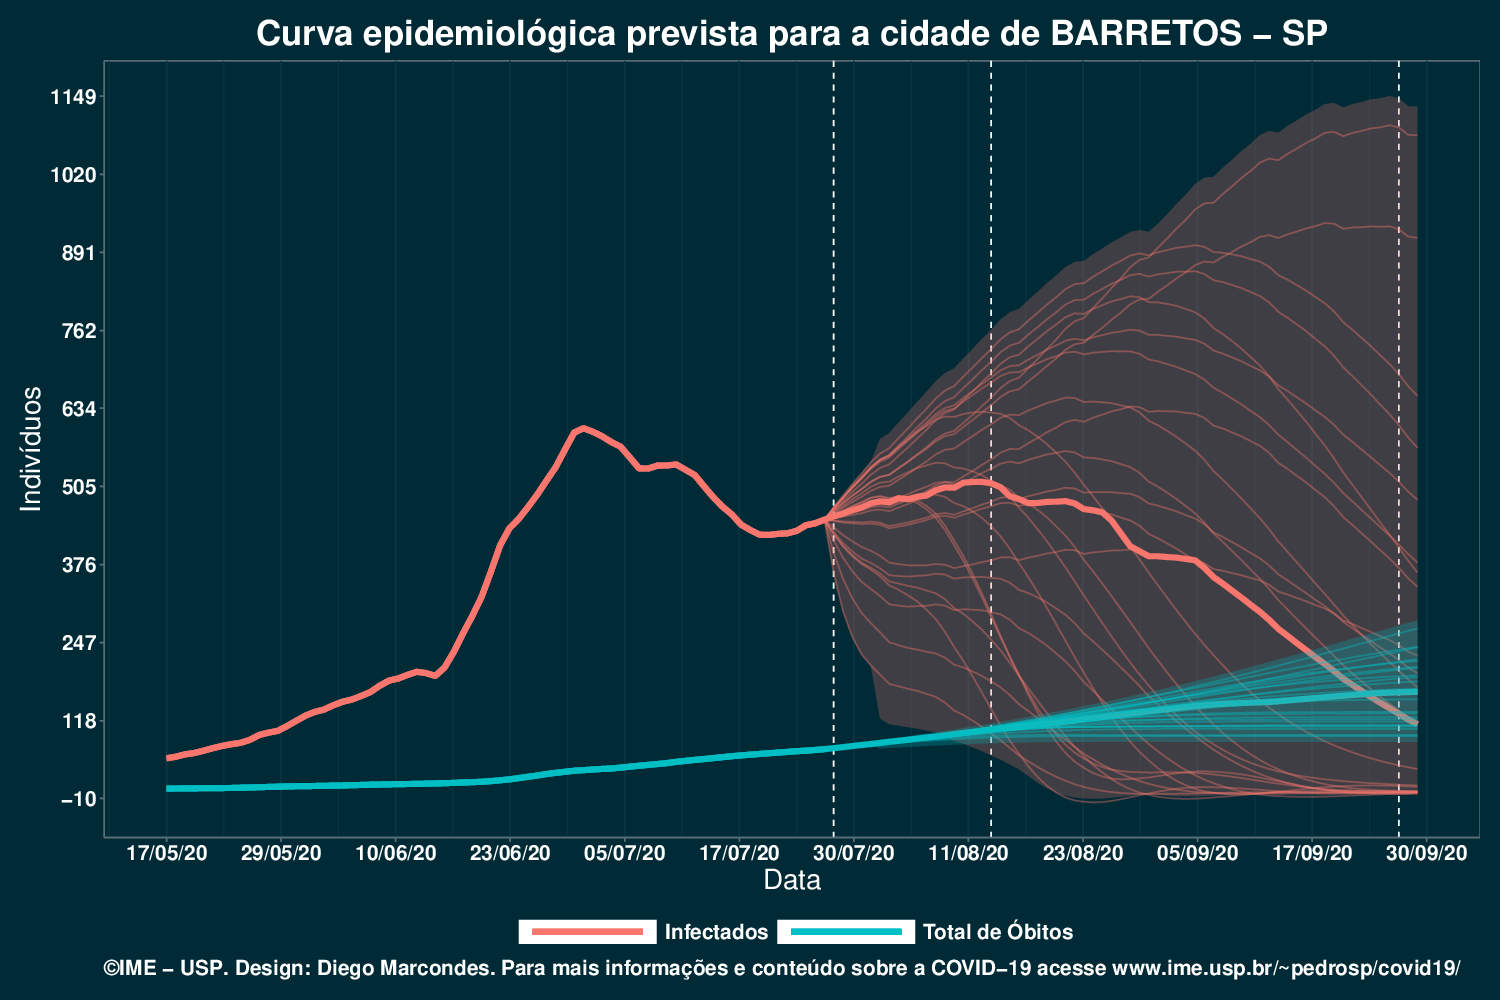 Curva epidemiológica prevista para a cidade de BARRETOS – SP
1149
1020
891
762
634
505
376
247
118
−10
Indivíduos
17/05/20 29/05/20 10/06/20 23/06/20 05/07/20 17/07/20 30/07/20 11/08/20 23/08/20 05/09/20 17/09/20 30/09/20
Data
Infectados Total de Óbitos
©IME − USP. Design: Diego Marcondes. Para mais informações e conteúdo sobre a COVID−19 acesse www.ime.usp.br/~pedrosp/covid19/